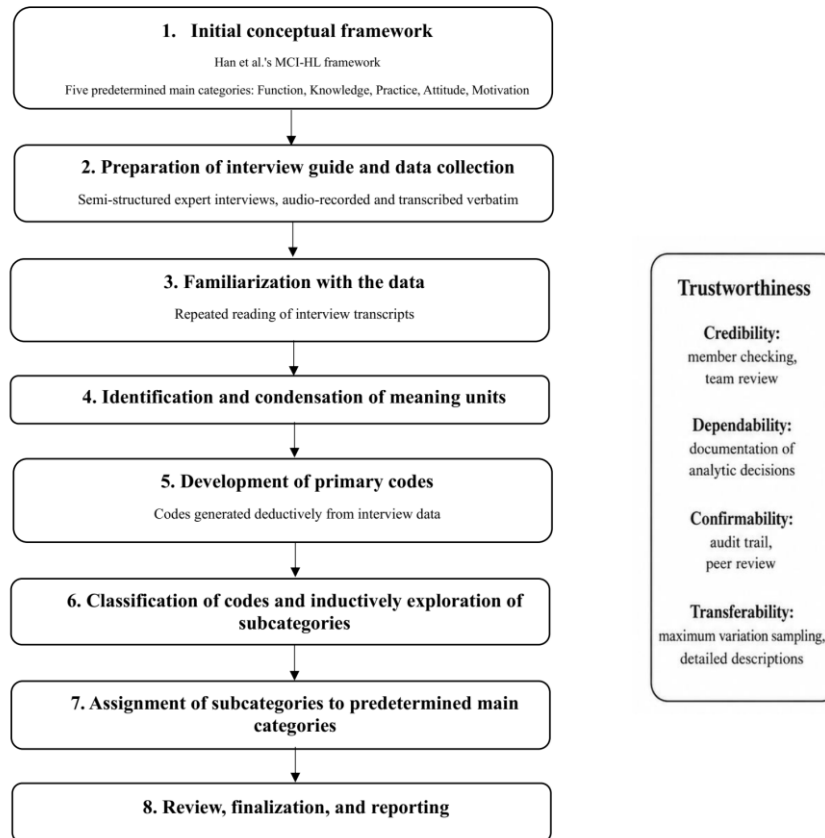 1. Initial conceptual framework
Han et al.'s MCI-HL framework
Five predetermined main categories: Function, Knowledge, Practice, Attitude, Motivation
2. Preparation of interview guide and data collection
Semi-structured expert interviews, audio-recorded and transcribed verbatim
3. Familiarization with the data
Repeated reading of interview transcripts
4. Identification and condensation of meaning units
5. Development of primary codes
Codes generated deductively from interview data
6. Classification of codes and inductively exploration of
subcategories
7. Assignment of subcategories to predetermined main
categories
8. Review, finalization, and reporting
Trustworthiness
Credibility:
member checking,
team review
Dependability:
documentation of
analytic decisions
Confirmability:
audit trail,
peer review
Transferability:
maximum variation sampling,
detailed descriptions